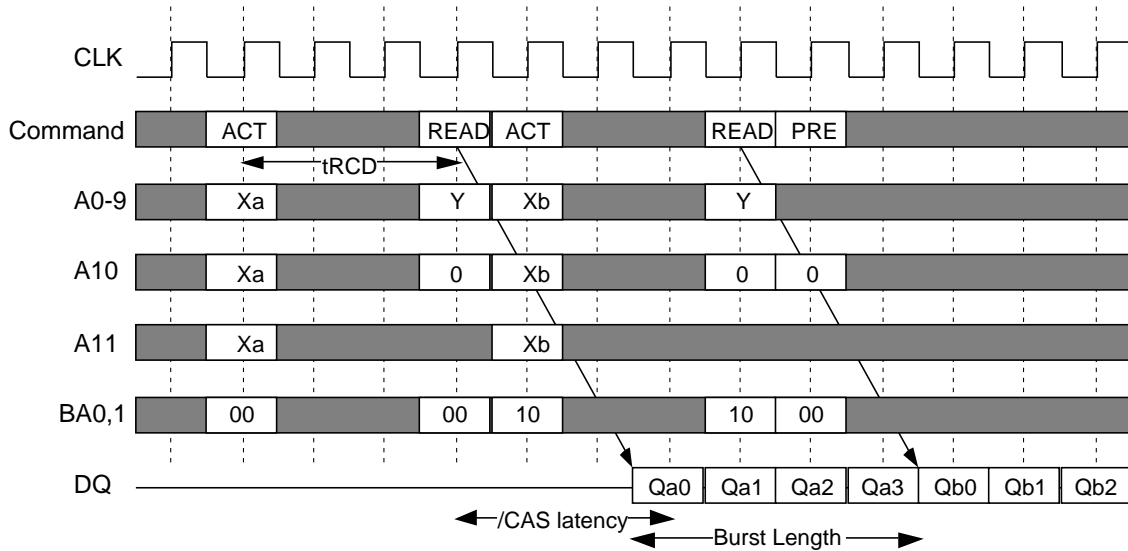 CLK
Command ACT READ ACT READ PRE
tRCD
A0-9 Xa Y Xb Y
A10 Xa 0 Xb 0 0
A11 Xa Xb
BA0,1 00 00 10 10 00
DQ Qa0 Qa1 Qa2 Qa3 Qb0 Qb1 Qb2
/CAS latency
Burst Length